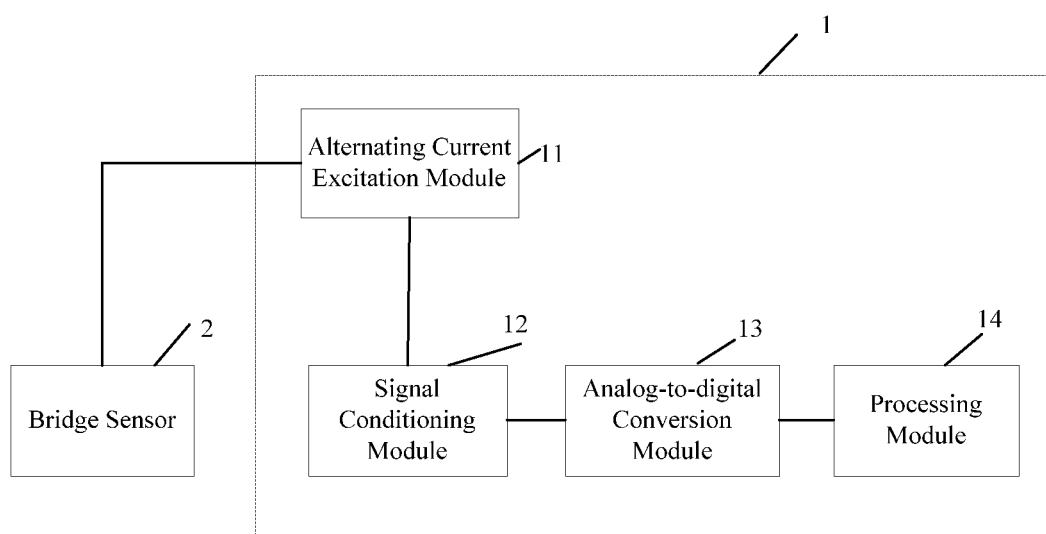 1
Alternating Current
Excitation Module
11
2
Bridge Sensor
12
Signal
Conditioning
Module
13
Analog-to-digital
Conversion
Module
14
Processing
Module